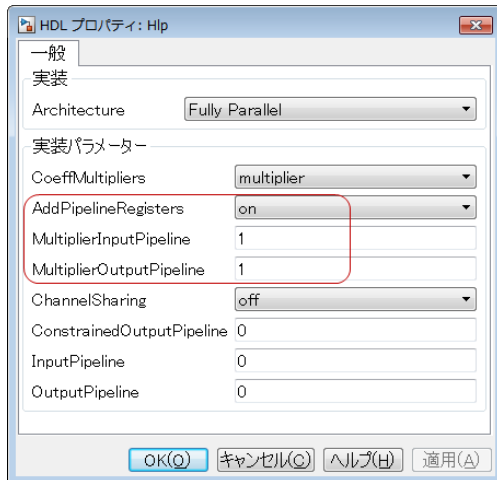 HDL プロパティ: Hlp
一般
実装
Architecture Fully Parallel
実装パラメーター
CoeffMultipliers multiplier
AddPipelineRegisters on
MultiplierInputPipeline 1
MultiplierOutputPipeline 1
ChannelSharing off
ConstrainedOutputPipeline 0
InputPipeline 0
OutputPipeline 0
OK(O) キャンセル(C) ヘルプ(H) 適用(A)